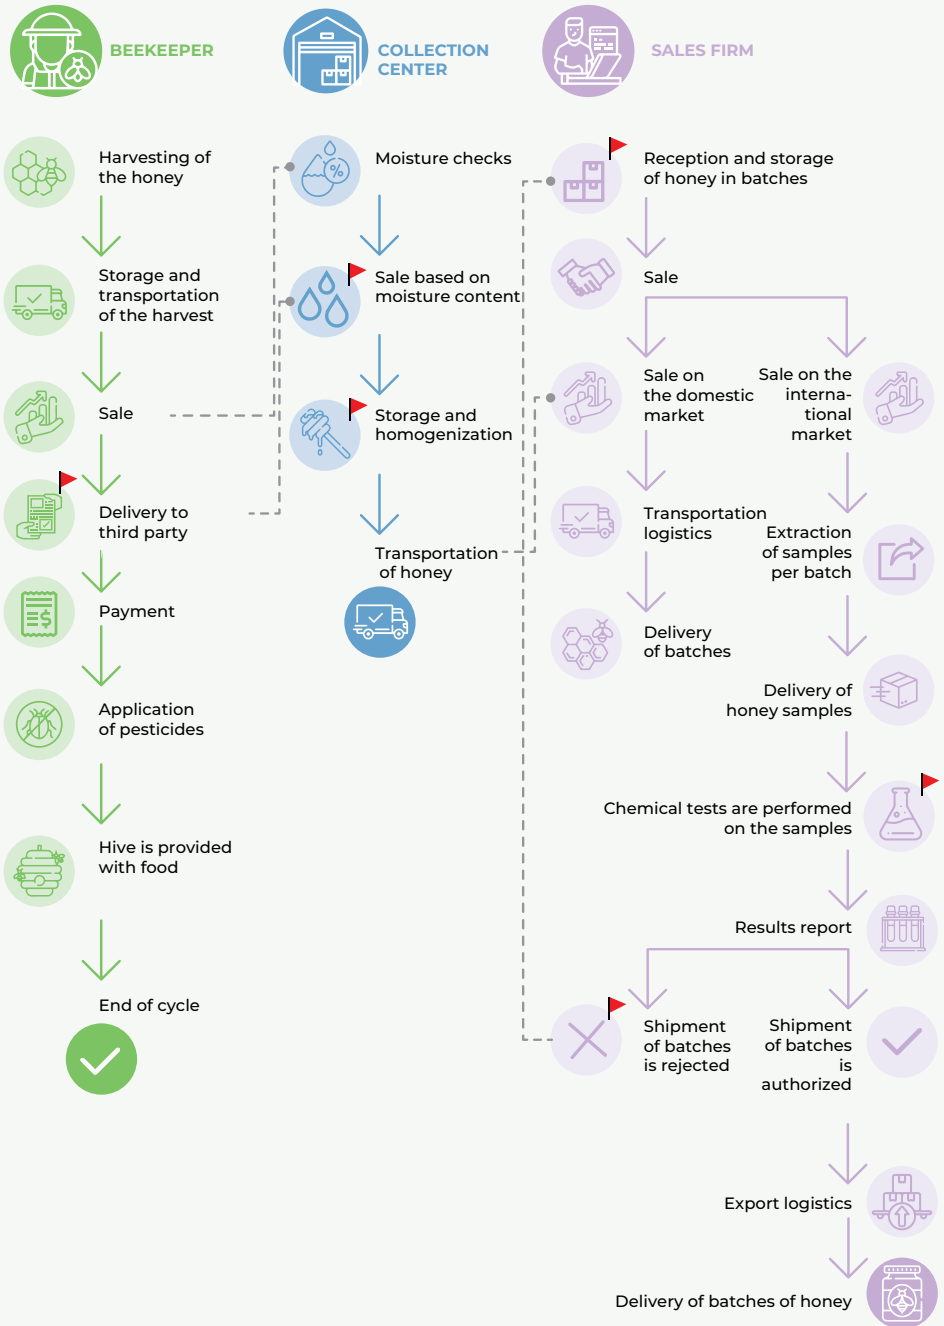 BEEKEEPER
Harvesting of
the honey
Storage and
transportation
of the harvest
Sale
Delivery to
third party
Payment
Application
of pesticides
Hive is provided
with food
End of cycle
COLLECTION
CENTER
Moisture checks
Sale based on
moisture content
Storage and
homogenization
Transportation
of honey
SALES FIRM
Reception and storage
of honey in batches
Sale
Sale on
the domestic
market
Transportation
logistics
Delivery
of batches
Sale on the
interna-
tional
market
Extraction
of samples
per batch
Delivery of
honey samples
Chemical tests are performed
on the samples
Results report
Shipment
of batches
is rejected
Shipment
of batches
is
authorized
Export logistics
Delivery of batches of honey